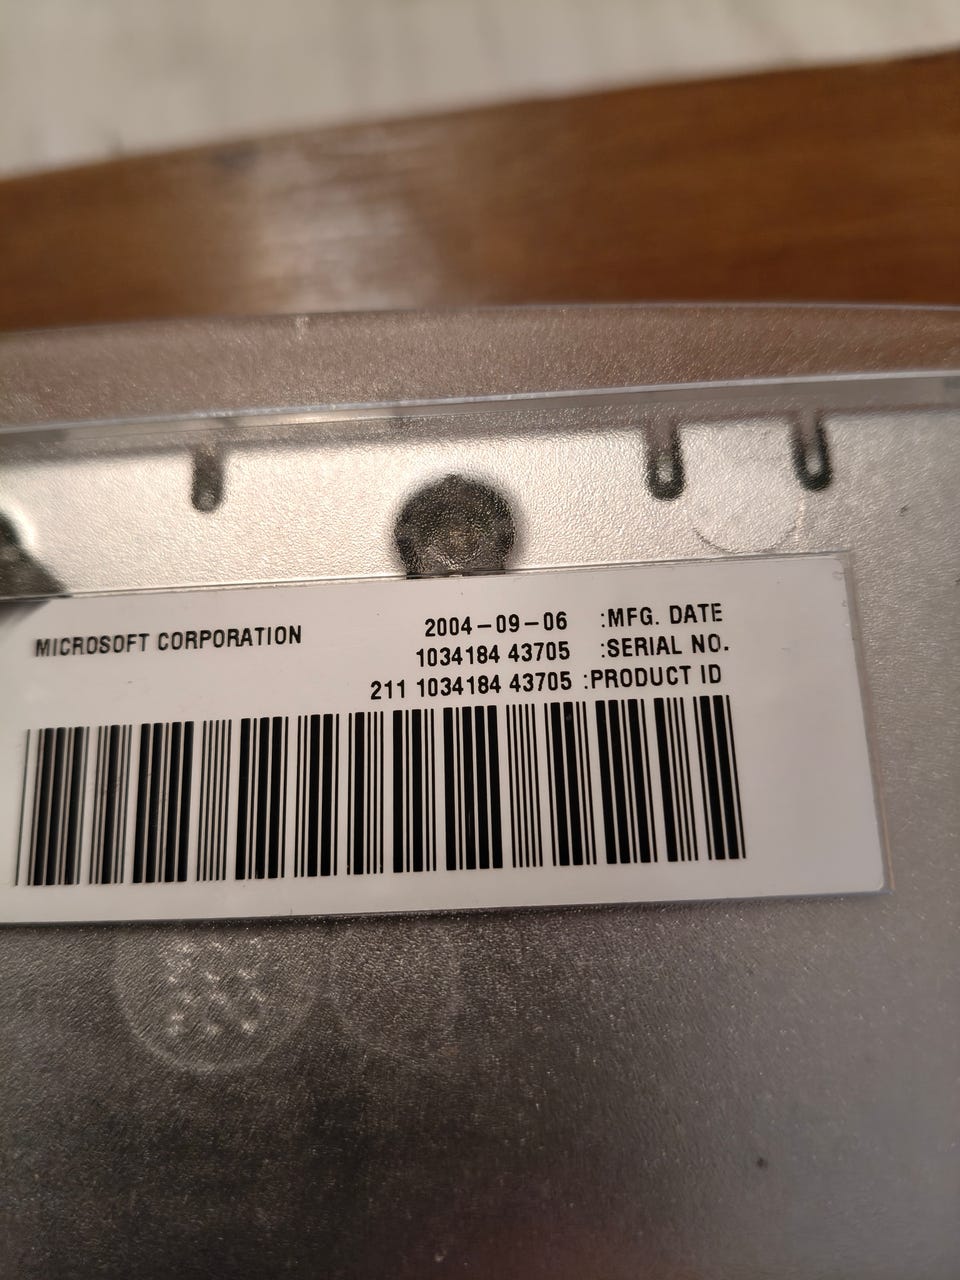 MICROSOFT CORPORATION
2004-09-06 :MFG. DATE
1034184 43705 :SERIAL NO.
211 1034184 43705 :PRODUCT ID